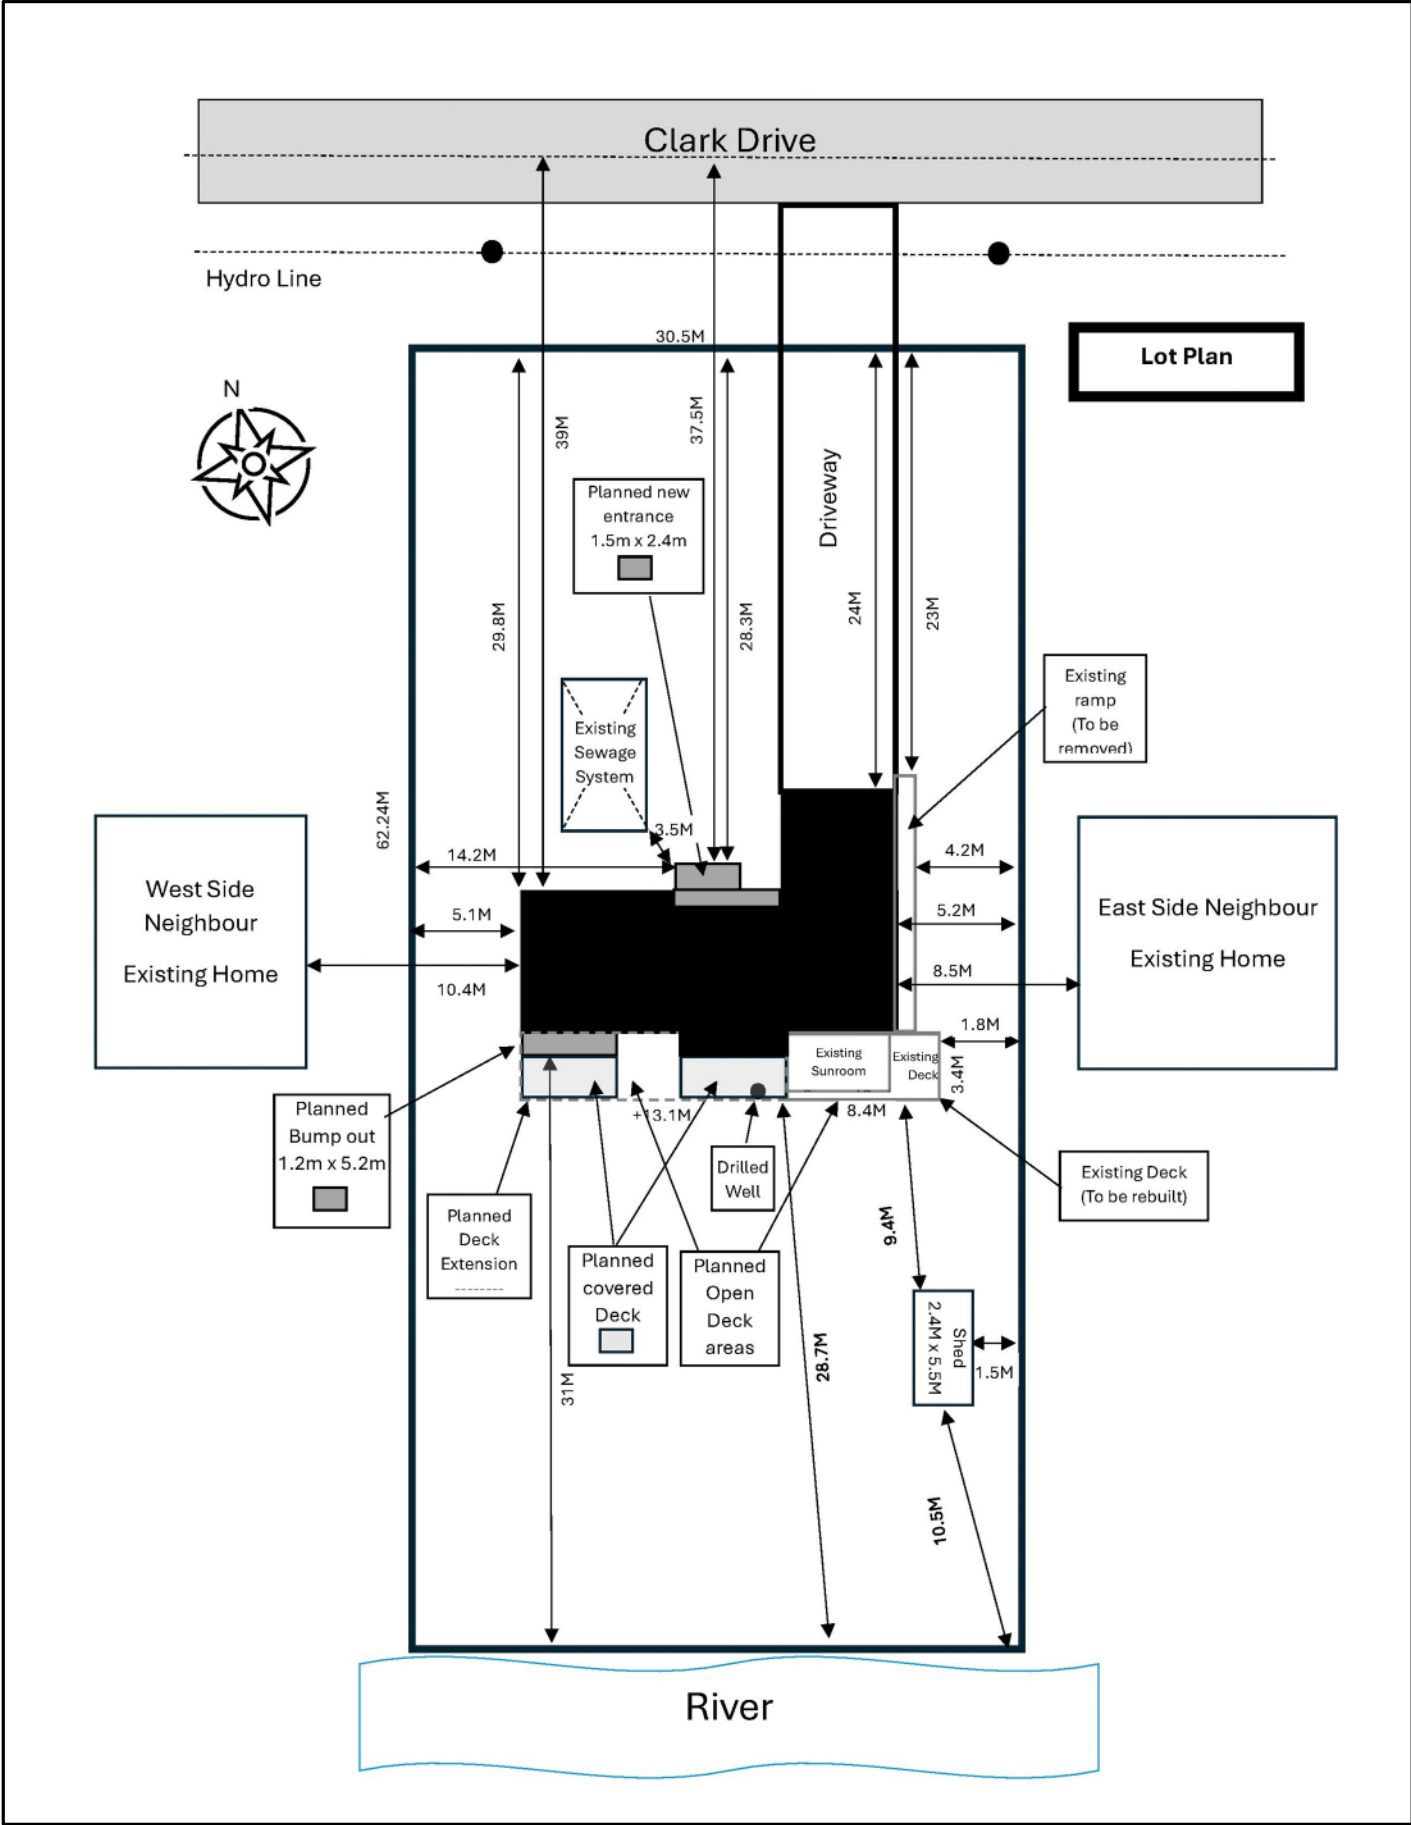 Clark Drive
Hydro Line
30.5M
Lot Plan
N
39M
37.5M
Driveway
Planned new
entrance
1.5m x 2.4m
29.8M
28.3M
24M
23M
Existing
ramp
(To be
removed)
Existing
Sewage
System
62.24M
3.5M
14.2M
4.2M
West Side
Neighbour
Existing Home
5.1M
5.2M
East Side Neighbour
Existing Home
10.4M
8.5M
1.8M
Existing
Sunroom
Existing
Deck
3.4M
+13.1M
8.4M
Planned
Bump out
1.2m x 5.2m
Drilled
Well
Existing Deck
(To be rebuilt)
Planned
Deck
Extension
--------
Planned
covered
Deck
Planned
Open
Deck
areas
9.4M
28.7M
31M
Shed
2.4M x 5.5M
1.5M
10.5M
River